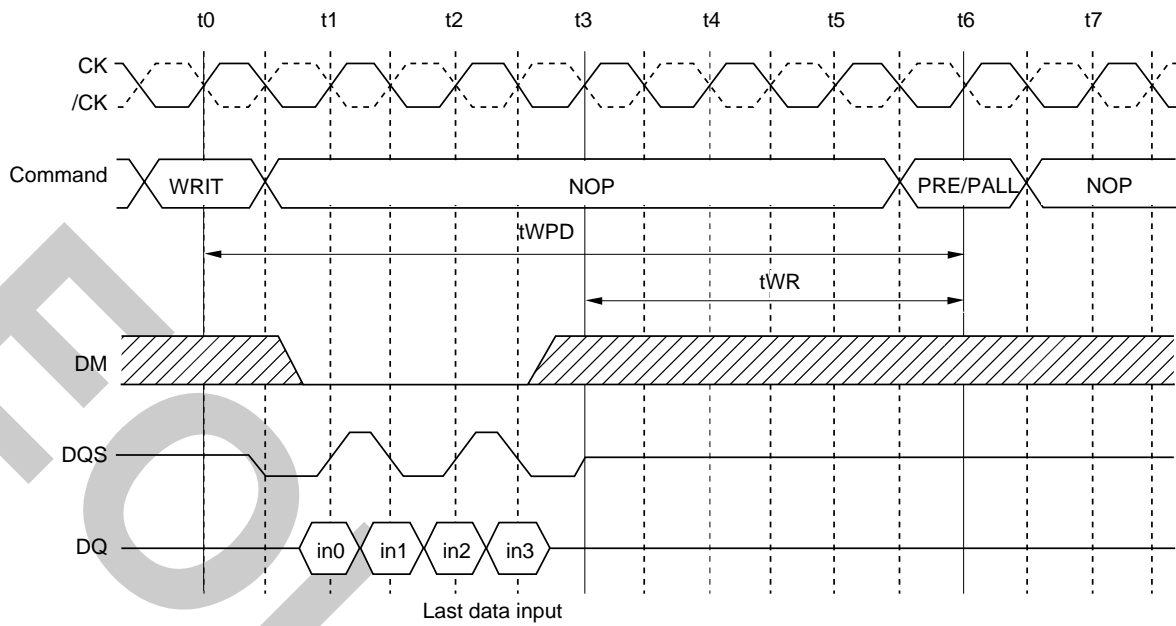 t0 t1 t2 t3 t4 t5 t6 t7
CK
/CK
Command WRIT NOP PRE/PALL NOP
tWPD
tWR
DM
DQS
DQ in0 in1 in2 in3
Last data input